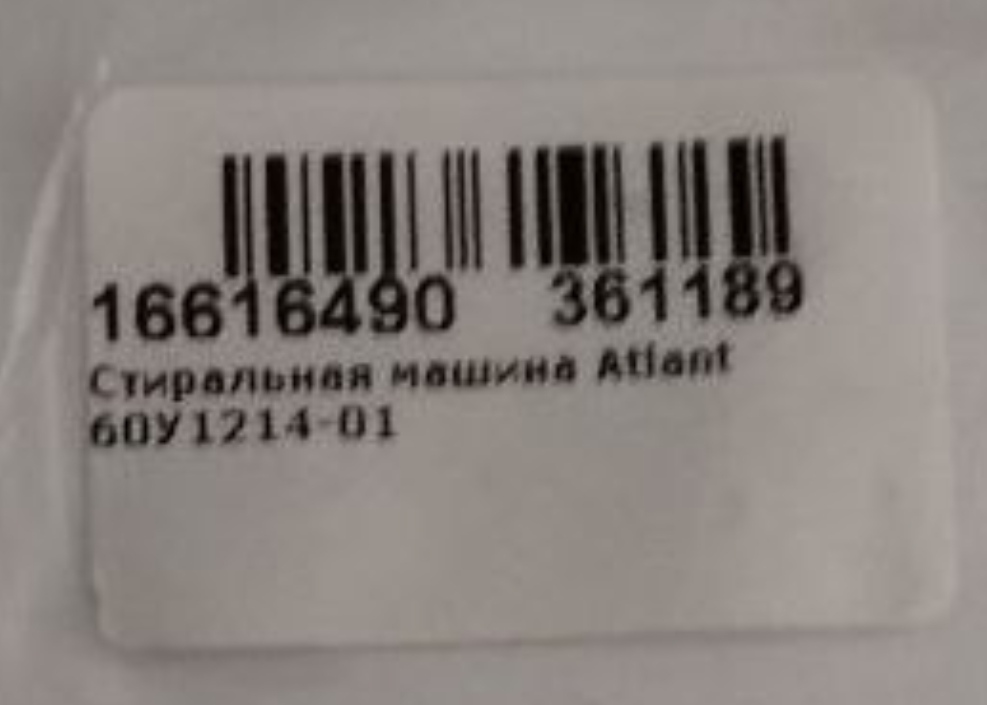 16616490 361189
Стиральная машина Atlant
60У1214-01